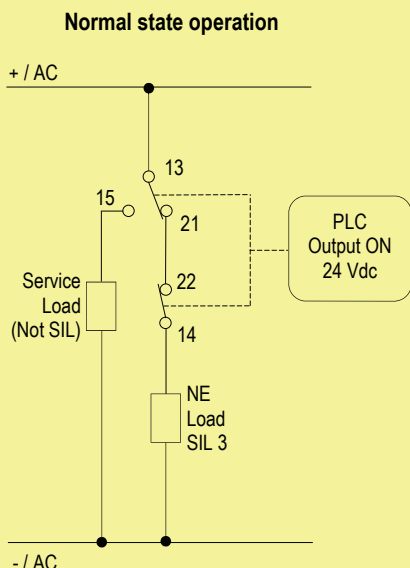 Normal state operation
+ / AC
13
15
21
PLC
Output ON
24 Vdc
Service
Load
(Not SIL)
22
14
NE
Load
SIL 3
- / AC